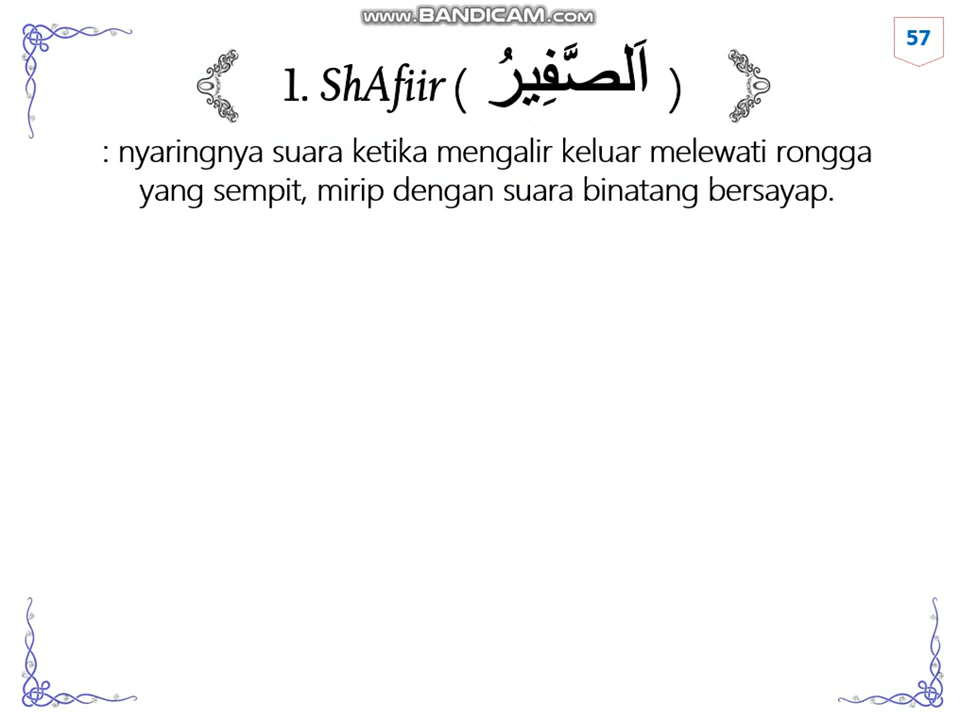 www.BANDICAM.com
57
1. ShAfiir ( اَلصَّفِيرُ )
: nyaringnya suara ketika mengalir keluar melewati rongga
yang sempit, mirip dengan suara binatang bersayap.